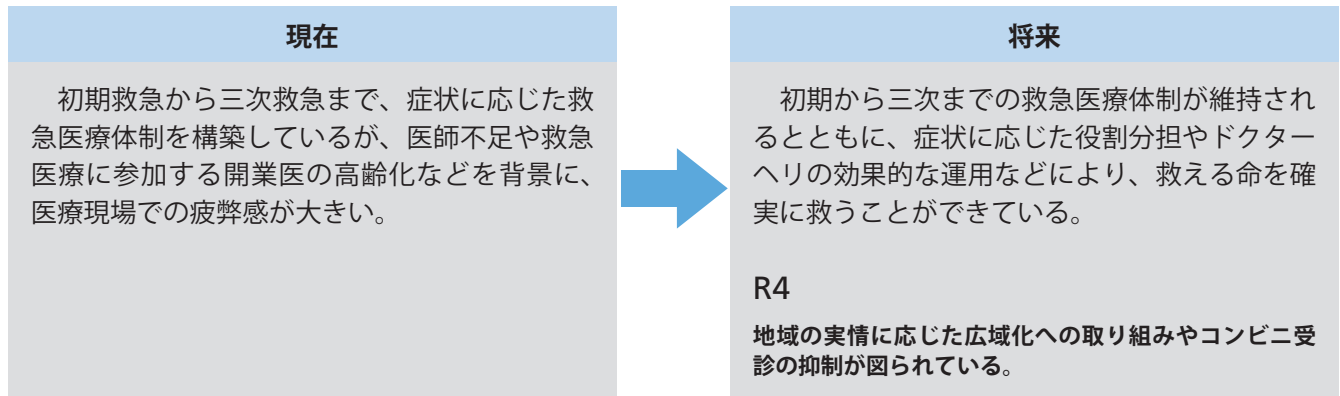 現在
初期救急から三次救急まで、症状に応じた救
急医療体制を構築しているが、医師不足や救急
医療に参加する開業医の高齢化などを背景に、
医療現場での疲弊感が大きい。
将来
初期から三次までの救急医療体制が維持され
るとともに、症状に応じた役割分担やドクター
ヘリの効果的な運用などにより、救える命を確
実に救うことができている。
R4
地域の実情に応じた広域化への取り組みやコンビニ受
診の抑制が図られている。